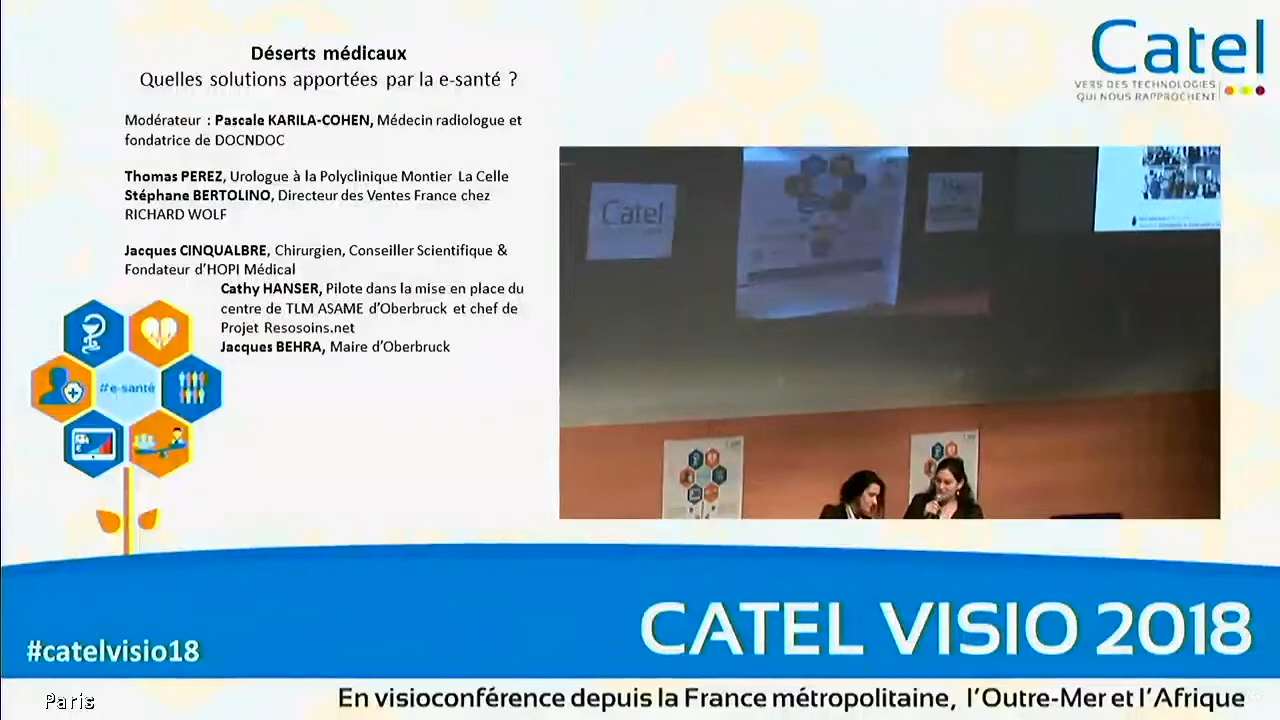 Déserts médicaux
Quelles solutions apportées par la e-santé ?
Modérateur : Pascale KARILA-COHEN, Médecin radiologue et
fondatrice de DOCNDOC
Thomas PEREZ, Urologue à la Polyclinique Montier La Celle
Stéphane BERTOLINO, Directeur des Ventes France chez
RICHARD WOLF
Jacques CINQUALBRE, Chirurgien, Conseiller Scientifique &
Fondateur d'HOPI Médical
Cathy HANSER, Pilote dans la mise en place du
centre de TLM ASAME d'Oberbruck et chef de
Projet Resosoins.net
Jacques BEHRA, Maire d'Oberbruck
#e-santé
Catel
VERS DES TECHNOLOGIES
QUI NOUS RAPPROCHENT
Catel
CATEL VISIO 2018
#catelvisio18
Paris
En visioconférence depuis la France métropolitaine, l'Outre-Mer et l'Afrique